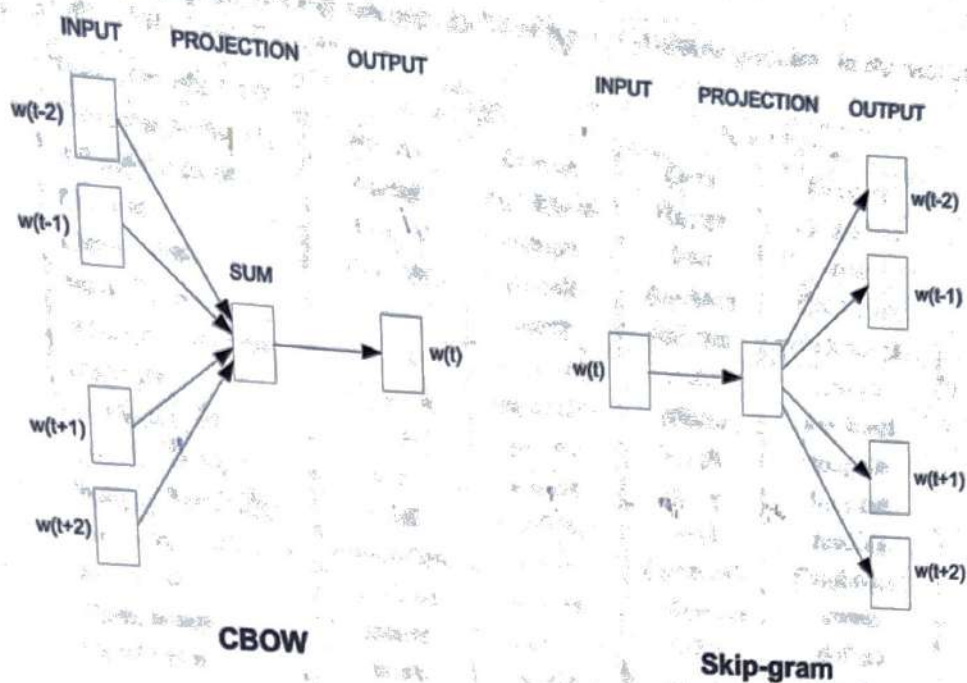 INPUT PROJECTION OUTPUT
w(t-2)
w(t-1)
SUM
w(t)
w(t+1)
w(t+2)
CBOW
INPUT PROJECTION OUTPUT
w(t-2)
w(t-1)
w(t)
w(t+1)
w(t+2)
Skip-gram